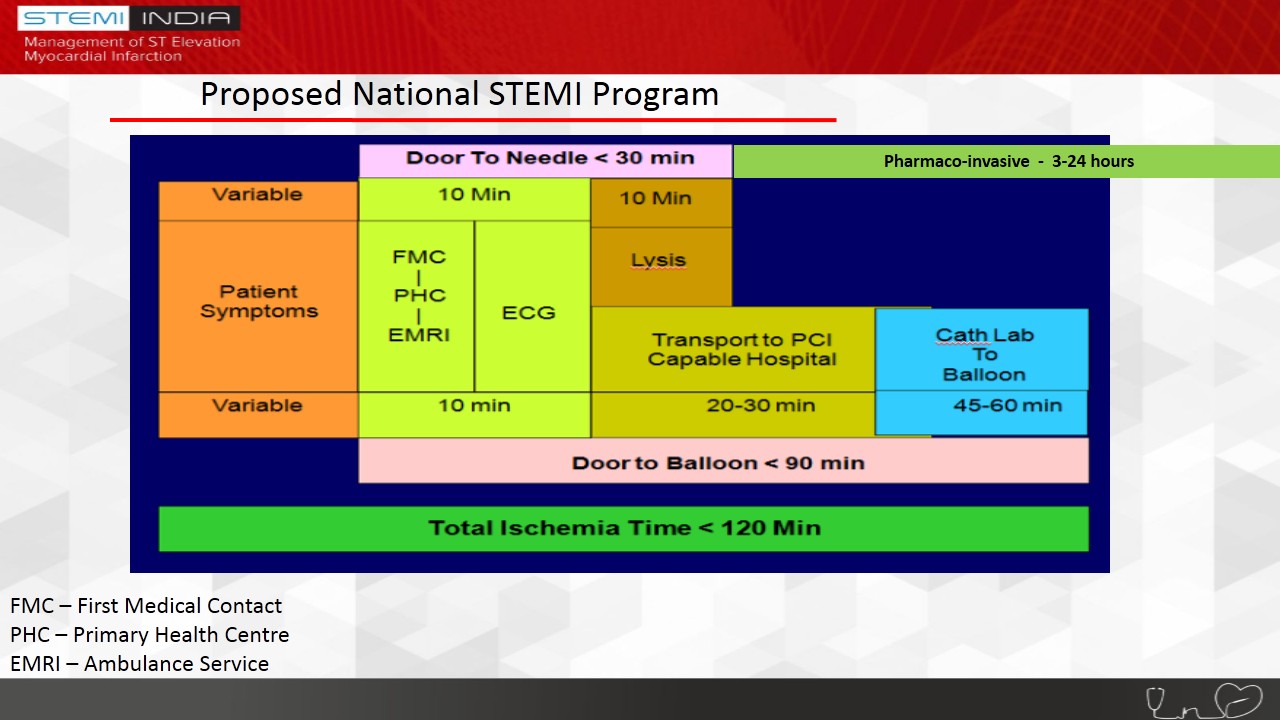 STEMI INDIA
Management of ST Elevation
Myocardial Infarction
Proposed National STEMI Program
Door To Needle < 30 min
Pharmaco-invasive - 3-24 hours
Variable
10 Min
10 Min
Patient
Symptoms
FMC
|
PHC
|
EMRI
ECG
Lysis
Transport to PCI
Capable Hospital
Cath Lab
To
Balloon
Variable
10 min
20-30 min
45-60 min
Door to Balloon < 90 min
Total Ischemia Time < 120 Min
FMC – First Medical Contact
PHC – Primary Health Centre
EMRI – Ambulance Service